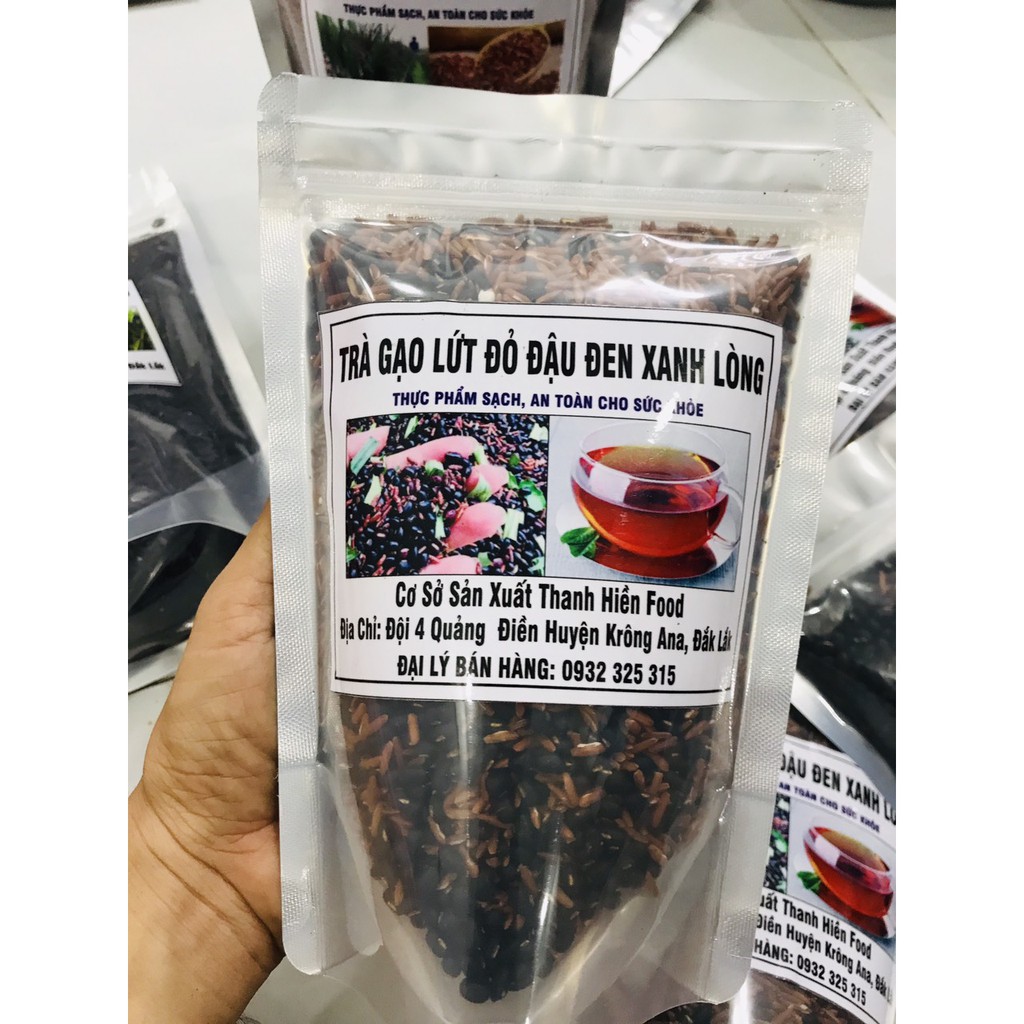 THỰC PHẨM SẠCH, AN TOÀN CHO SỨC KHỎE
TRÀ GẠO LỨT ĐỎ ĐẬU ĐEN XANH LÒNG
THỰC PHẨM SẠCH, AN TOÀN CHO SỨC KHỎE
Cơ Sở Sản Xuất Thanh Hiền Food
Địa Chỉ: Đội 4 Quảng Điền Huyện Krông Ana, Đắk Lắk
ĐẠI LÝ BÁN HÀNG: 0932 325 315
ĐẬU ĐEN XANH
AN TOÀN CHO SỨC KHỎE
Thanh Hiền Food
Điền Huyện Krông Ana, Đắk
HÀNG: 0932 325 315